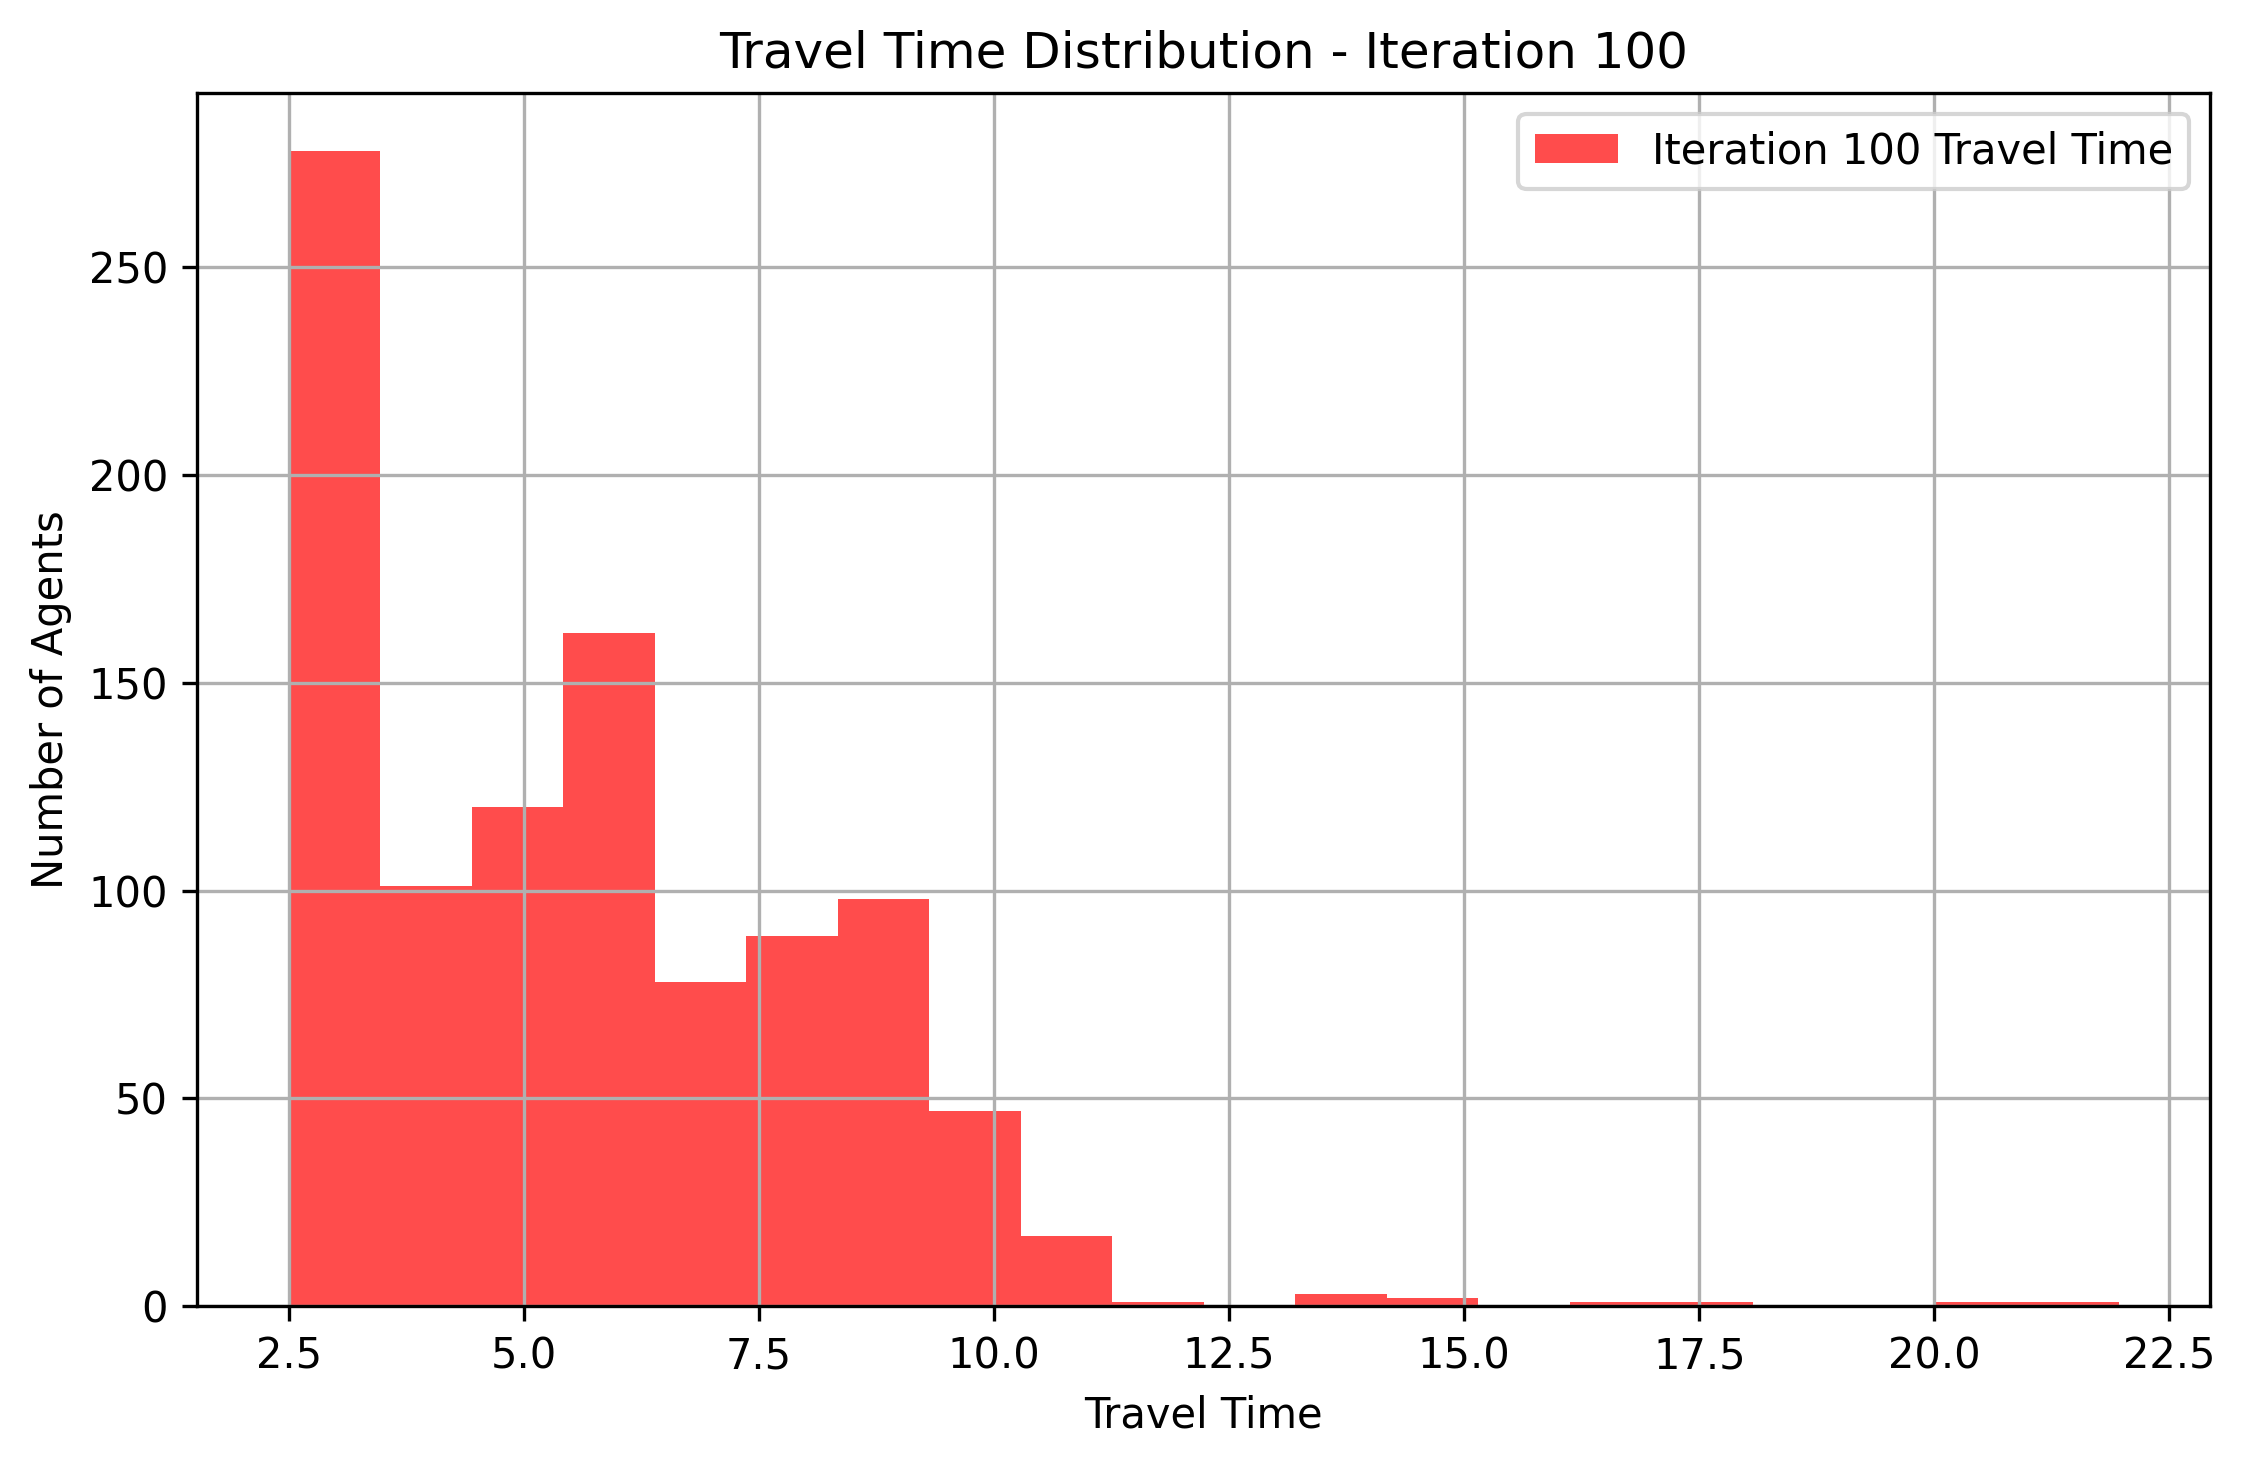 Travel Time Distribution - Iteration 100
Iteration 100 Travel Time
Number of Agents
250
200
150
100
50
0
2.5 5.0 7.5 10.0 12.5 15.0 17.5 20.0 22.5
Travel Time